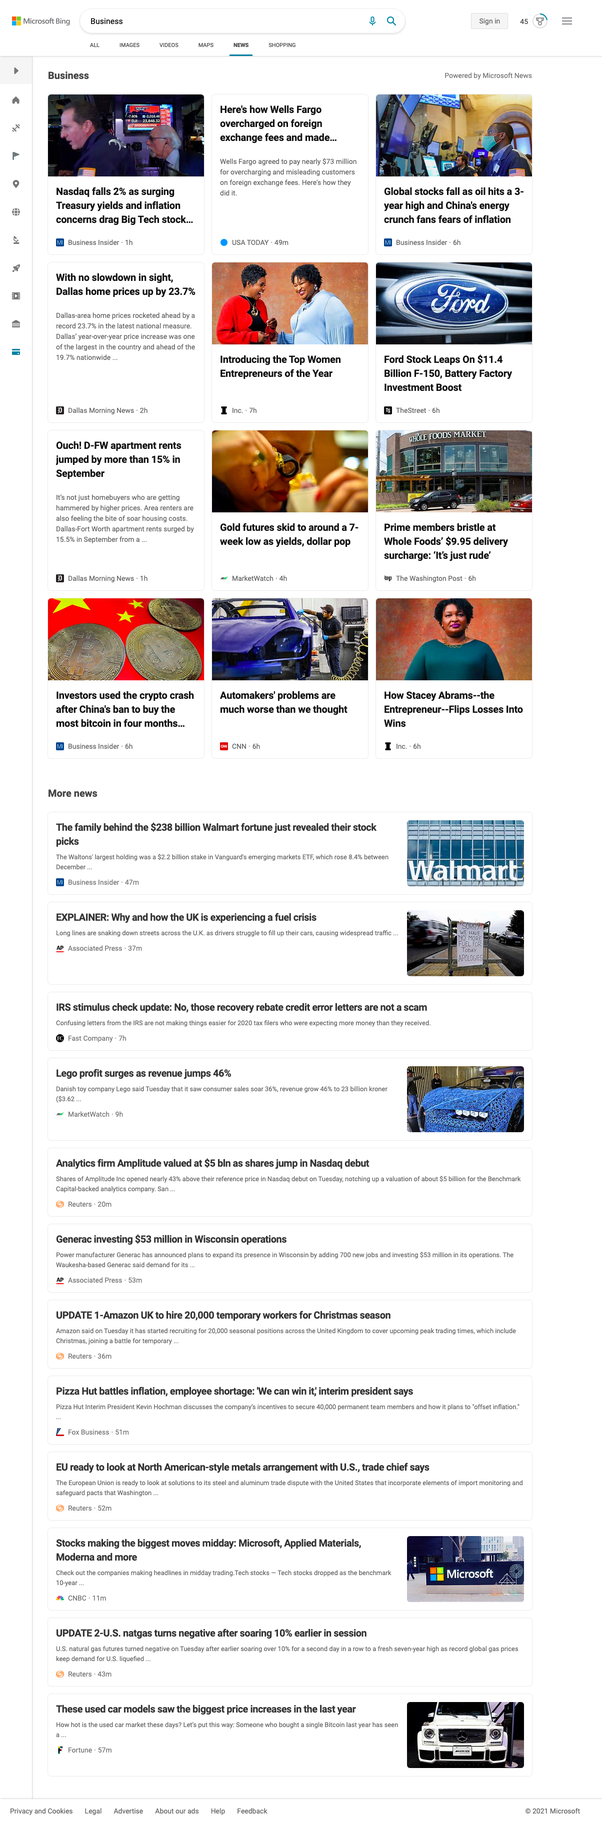 Microsoft Bing
Business
Sign in
45
ALL
IMAGES
VIDEOS
MAPS
NEWS
SHOPPING
Business
Powered by Microsoft News
Nasdaq falls 2% as surging
Treasury yields and inflation
concerns drag Big Tech stock...
Business Insider · 1h
Here's how Wells Fargo
overcharged on foreign
exchange fees and made...
Wells Fargo agreed to pay nearly $73 million
for overcharging and misleading customers
on foreign exchange fees. Here's how they
did it.
USA TODAY · 49m
Global stocks fall as oil hits a 3-
year high and China's energy
crunch fans fears of inflation
Business Insider · 6h
With no slowdown in sight,
Dallas home prices up by 23.7%
Dallas-area home prices rocketed ahead by a
record 23.7% in the latest national measure.
Dallas' year-over-year price increase was one
of the largest in the country and ahead of the
19.7% nationwide ...
Dallas Morning News · 2h
Introducing the Top Women
Entrepreneurs of the Year
Inc. · 7h
Ford
Ford Stock Leaps On $11.4
Billion F-150, Battery Factory
Investment Boost
TheStreet · 6h
Ouch! D-FW apartment rents
jumped by more than 15% in
September
It's not just homebuyers who are getting
hammered by higher prices. Area renters are
also feeling the bite of soar housing costs.
Dallas-Fort Worth apartment rents surged by
15.5% in September from a ...
Dallas Morning News · 1h
Gold futures skid to around a 7-
week low as yields, dollar pop
MarketWatch · 4h
WHOLE FOODS MARKET
Prime members bristle at
Whole Foods' $9.95 delivery
surcharge: 'It's just rude'
The Washington Post · 6h
Investors used the crypto crash
after China's ban to buy the
most bitcoin in four months...
Business Insider · 6h
Automakers' problems are
much worse than we thought
CNN · 6h
How Stacey Abrams--the
Entrepreneur--Flips Losses Into
Wins
Inc. · 6h
More news
The family behind the $238 billion Walmart fortune just revealed their stock
picks
The Waltons' largest holding was a $2.2 billion stake in Vanguard's emerging markets ETF, which rose 8.4% between
December ...
Business Insider · 47m
Walmart
EXPLAINER: Why and how the UK is experiencing a fuel crisis
Long lines are snaking down streets across the U.K. as drivers struggle to fill up their cars, causing widespread traffic ...
AP Associated Press · 37m
IRS stimulus check update: No, those recovery rebate credit error letters are not a scam
Confusing letters from the IRS are not making things easier for 2020 tax filers who were expecting more money than they received.
Fast Company · 7h
Lego profit surges as revenue jumps 46%
Danish toy company Lego said Tuesday that it saw consumer sales soar 36%, revenue grow 46% to 23 billion kroner
($3.62 ...
MarketWatch · 9h
Analytics firm Amplitude valued at $5 bln as shares jump in Nasdaq debut
Shares of Amplitude Inc opened nearly 43% above their reference price in Nasdaq debut on Tuesday, notching up a valuation of about $5 billion for the Benchmark
Capital-backed analytics company. San ...
Reuters · 20m
Generac investing $53 million in Wisconsin operations
Power manufacturer Generac has announced plans to expand its presence in Wisconsin by adding 700 new jobs and investing $53 million in its operations. The
Waukesha-based Generac said demand for its ...
AP Associated Press · 53m
UPDATE 1-Amazon UK to hire 20,000 temporary workers for Christmas season
Amazon said on Tuesday it has started recruiting for 20,000 seasonal positions across the United Kingdom to cover upcoming peak trading times, which include
Christmas, joining a battle for temporary ...
Reuters · 36m
Pizza Hut battles inflation, employee shortage: 'We can win it,' interim president says
Pizza Hut Interim President Kevin Hochman discusses the company's incentives to secure 40,000 permanent team members and how it plans to "offset inflation."
...
Fox Business · 51m
EU ready to look at North American-style metals arrangement with U.S., trade chief says
The European Union is ready to look at solutions to its steel and aluminum trade dispute with the United States that incorporate elements of import monitoring and
safeguard pacts that Washington ...
Reuters · 52m
Stocks making the biggest moves midday: Microsoft, Applied Materials,
Moderna and more
Check out the companies making headlines in midday trading.Tech stocks — Tech stocks dropped as the benchmark
10-year ...
CNBC · 11m
Microsoft
UPDATE 2-U.S. natgas turns negative after soaring 10% earlier in session
U.S. natural gas futures turned negative on Tuesday after earlier soaring over 10% for a second day in a row to a fresh seven-year high as record global gas prices
keep demand for U.S. liquefied ...
Reuters · 43m
These used car models saw the biggest price increases in the last year
How hot is the used car market these days? Let's put this way: Someone who bought a single Bitcoin last year has seen
a ...
Fortune · 57m
Privacy and Cookies
Legal
Advertise
About our ads
Help
Feedback
© 2021 Microsoft